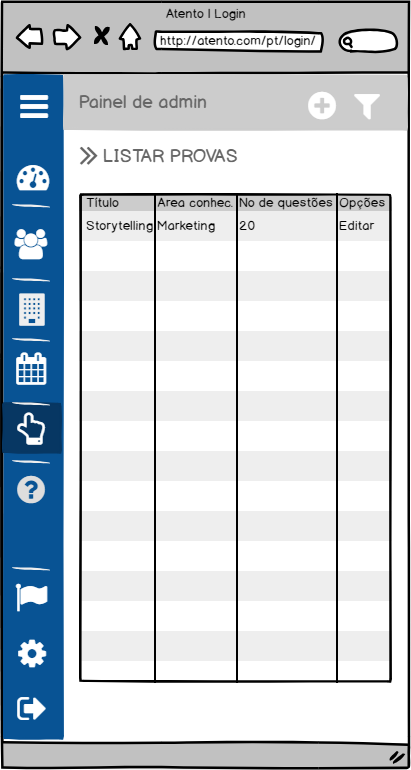 Atento | Login
http://atento.com/pt/login/
Painel de admin
LISTAR PROVAS
Título Area conhec. No de questões Opções
Storytelling Marketing 20 Editar
?